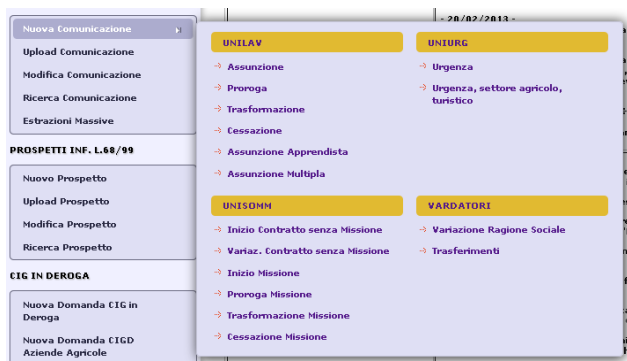 - 20/02/2013 -
Nuova Comunicazione
Upload Comunicazione
Modifica Comunicazione
Ricerca Comunicazione
Estrazioni Massive
PROSPETTI INF. L.68/99
Nuovo Prospetto
Upload Prospetto
Modifica Prospetto
Ricerca Prospetto
CIG IN DEROGA
Nuova Domanda CIG in
Deroga
Nuova Domanda CIGD
Aziende Agricole
UNILAV
Assunzione
Proroga
Trasformazione
Cessazione
Assunzione Apprendista
Assunzione Multipla
UNIURG
Urgenza
Urgenza, settore agricolo,
turistico
UNISOMM
Inizio Contratto senza Missione
Variaz. Contratto senza Missione
Inizio Missione
Proroga Missione
Trasformazione Missione
Cessazione Missione
VARDATORI
Variazione Ragione Sociale
Trasferimenti